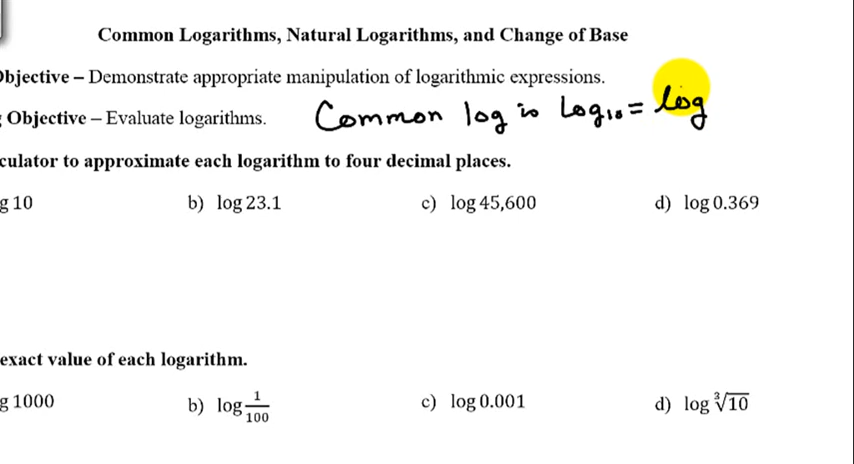 Common Logarithms, Natural Logarithms, and Change of Base
Objective – Demonstrate appropriate manipulation of logarithmic expressions.
Objective – Evaluate logarithms. Common log is Log₁₀ = log
culator to approximate each logarithm to four decimal places.
g 10 b) log 23.1 c) log 45,600 d) log 0.369
exact value of each logarithm.
g 1000 b) log 1/100 c) log 0.001 d) log ∛10